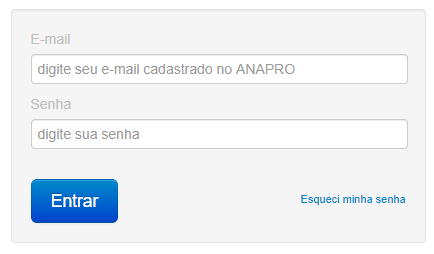 E-mail
digite seu e-mail cadastrado no ANAPRO
Senha
digite sua senha
Entrar
Esqueci minha senha